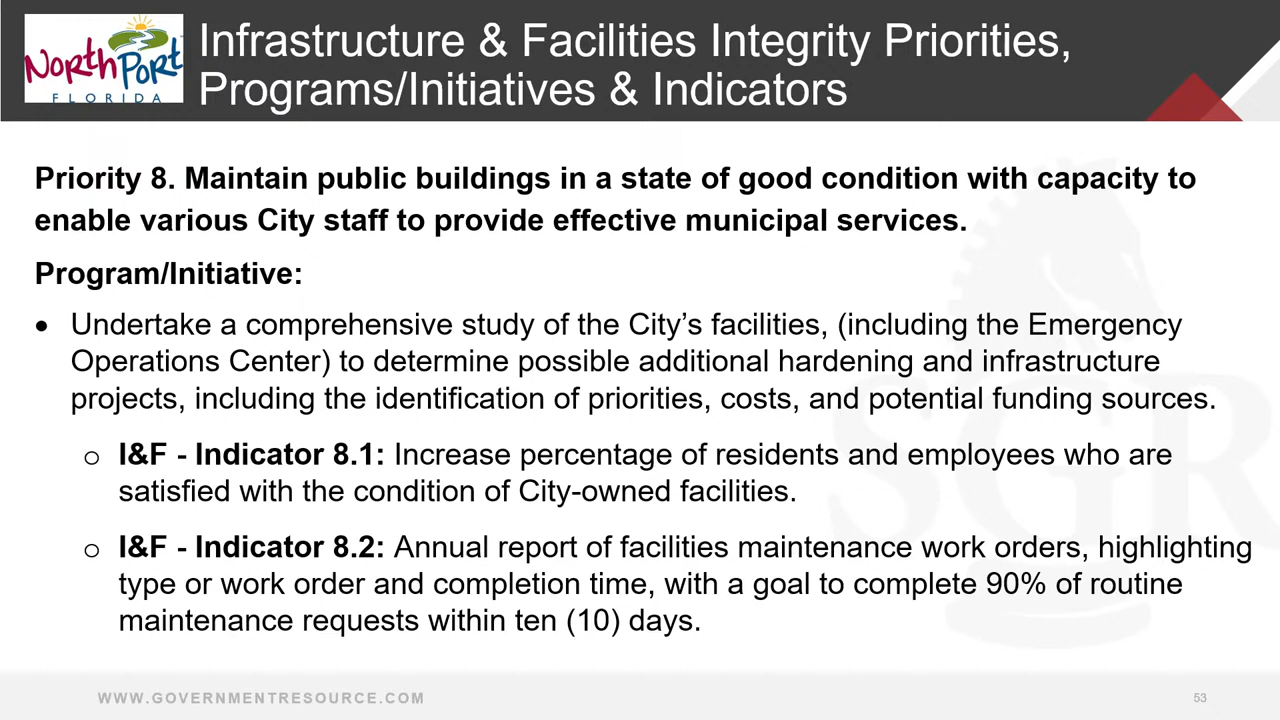 North Port
FLORIDA
Infrastructure & Facilities Integrity Priorities,
Programs/Initiatives & Indicators
Priority 8. Maintain public buildings in a state of good condition with capacity to
enable various City staff to provide effective municipal services.
Program/Initiative:
• Undertake a comprehensive study of the City’s facilities, (including the Emergency
Operations Center) to determine possible additional hardening and infrastructure
projects, including the identification of priorities, costs, and potential funding sources.
o I&F - Indicator 8.1: Increase percentage of residents and employees who are
satisfied with the condition of City-owned facilities.
o I&F - Indicator 8.2: Annual report of facilities maintenance work orders, highlighting
type or work order and completion time, with a goal to complete 90% of routine
maintenance requests within ten (10) days.
SGR
WWW.GOVERNMENTRESOURCE.COM
53